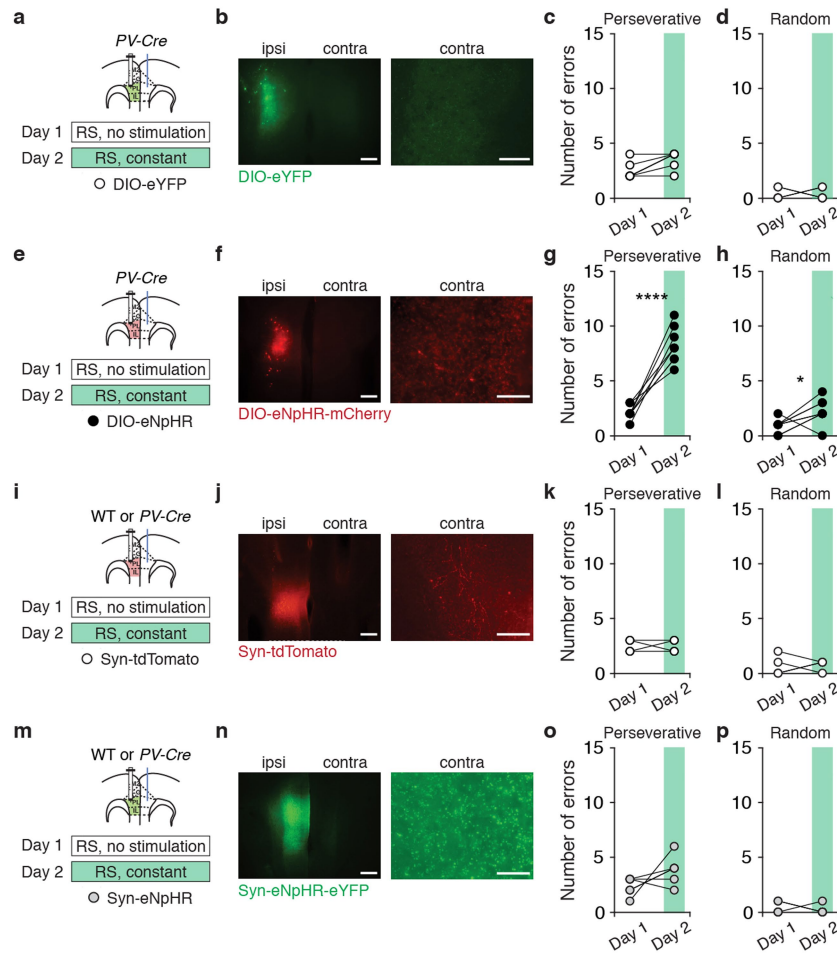 a
PV-Cre
Day 1 RS, no stimulation
Day 2 RS, constant
DIO-eYFP
b
ipsi contra contra
DIO-eYFP
c
Perseverative
Number of errors
15
10
5
0
Day 1 Day 2
d
Random
15
10
5
0
Day 1 Day 2
e
PV-Cre
Day 1 RS, no stimulation
Day 2 RS, constant
DIO-eNpHR
f
ipsi contra contra
DIO-eNpHR-mCherry
g
Perseverative
Number of errors
15
10
5
0
****
Day 1 Day 2
h
Random
15
10
5
0
*
Day 1 Day 2
i
WT or PV-Cre
Day 1 RS, no stimulation
Day 2 RS, constant
Syn-tdTomato
j
ipsi contra contra
Syn-tdTomato
k
Perseverative
Number of errors
15
10
5
0
Day 1 Day 2
l
Random
15
10
5
0
Day 1 Day 2
m
WT or PV-Cre
Day 1 RS, no stimulation
Day 2 RS, constant
Syn-eNpHR
n
ipsi contra contra
Syn-eNpHR-eYFP
o
Perseverative
Number of errors
15
10
5
0
Day 1 Day 2
p
Random
15
10
5
0
Day 1 Day 2